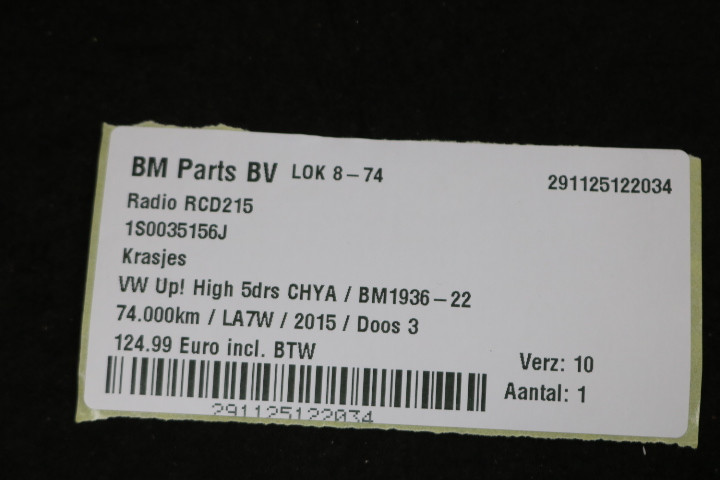 BM Parts BV LOK 8-74 291125122034
Radio RCD215
1S0035156J
Krasjes
VW Up! High 5drs CHYA / BM1936-22
74.000km / LA7W / 2015 / Doos 3
124.99 Euro incl. BTW
Verz: 10
Aantal: 1
291125122034